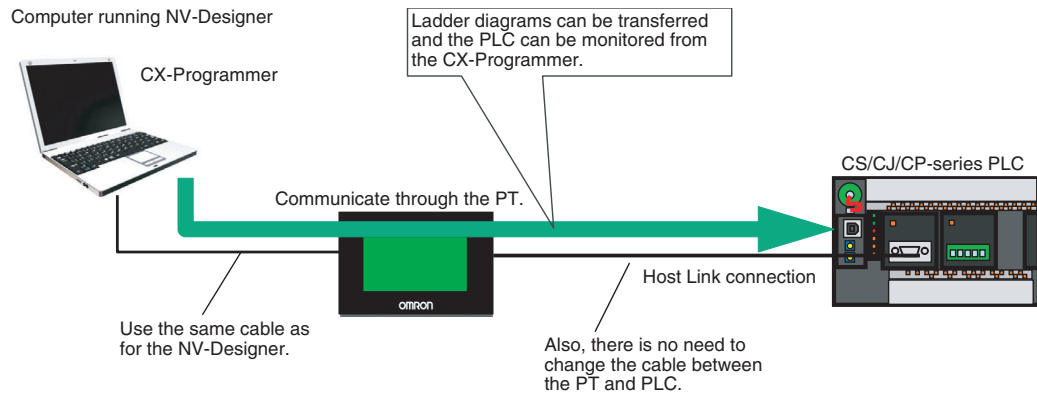 Computer running NV-Designer
CX-Programmer
Ladder diagrams can be transferred
and the PLC can be monitored from
the CX-Programmer.
CS/CJ/CP-series PLC
Communicate through the PT.
OMRON
Host Link connection
Use the same cable as
for the NV-Designer.
Also, there is no need to
change the cable between
the PT and PLC.